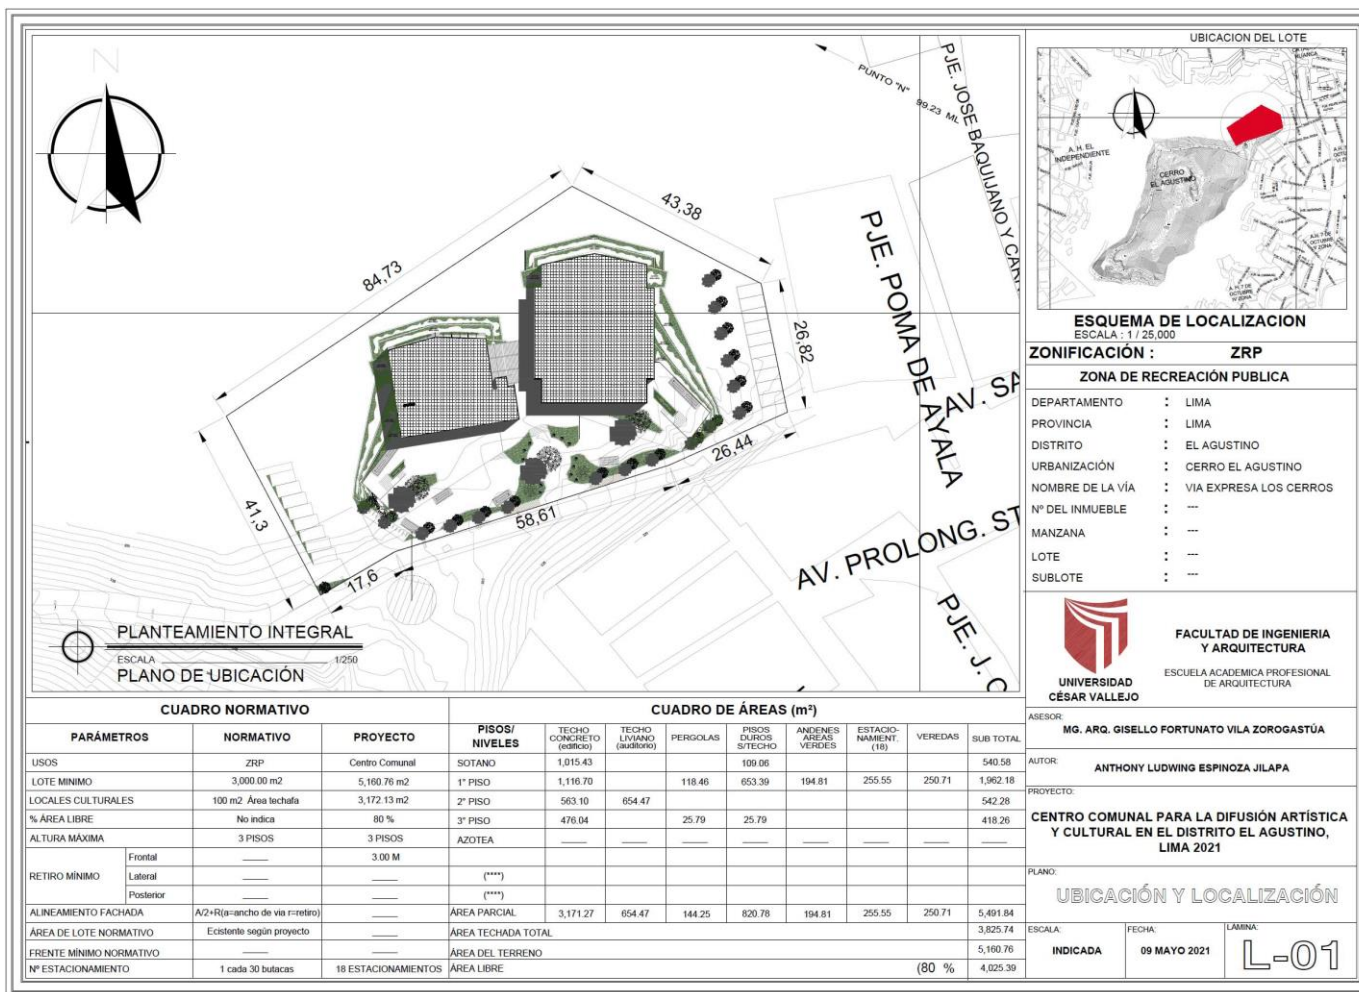 N
PUNTO "N" 99.23 ML
PJE. JOSE BAQUIJANO Y CARR
43,38
84,73
26,82
PJE. POMA DE AYALA
AV. SA
26,44
58,61
41,3
17,6
AV. PROLONG. ST
PJE. J. C
PLANTEAMIENTO INTEGRAL
ESCALA 1/250
PLANO DE UBICACIÓN
UBICACION DEL LOTE
N
A. H. EL
INDEPENDIENTE
CERRO
EL AGUSTINO
ESQUEMA DE LOCALIZACION
ESCALA : 1 / 25,000
ZONIFICACIÓN : ZRP
ZONA DE RECREACIÓN PUBLICA
DEPARTAMENTO : LIMA
PROVINCIA : LIMA
DISTRITO : EL AGUSTINO
URBANIZACIÓN : CERRO EL AGUSTINO
NOMBRE DE LA VÍA : VIA EXPRESA LOS CERROS
Nº DEL INMUEBLE : ---
MANZANA : ---
LOTE : ---
SUBLOTE : ---
UNIVERSIDAD
CÉSAR VALLEJO
FACULTAD DE INGENIERIA
Y ARQUITECTURA
ESCUELA ACADEMICA PROFESIONAL
DE ARQUITECTURA
ASESOR:
MG. ARQ. GISELLO FORTUNATO VILA ZOROGASTÚA
AUTOR:
ANTHONY LUDWING ESPINOZA JILAPA
PROYECTO:
CENTRO COMUNAL PARA LA DIFUSIÓN ARTÍSTICA
Y CULTURAL EN EL DISTRITO EL AGUSTINO,
LIMA 2021
PLANO:
UBICACIÓN Y LOCALIZACIÓN
ESCALA: FECHA: LAMINA:
INDICADA 09 MAYO 2021 L-01
CUADRO NORMATIVO
PARÁMETROS NORMATIVO PROYECTO
USOS ZRP Centro Comunal
LOTE MINIMO 3,000.00 m2 5,160.76 m2
LOCALES CULTURALES 100 m2 Área techafa 3,172.13 m2
% ÁREA LIBRE No indica 80 %
ALTURA MÁXIMA 3 PISOS 3 PISOS
RETIRO MÍNIMO
Frontal 3.00 M
Lateral
Posterior
ALINEAMIENTO FACHADA A/2+R(a=ancho de via r=retiro)
ÁREA DE LOTE NORMATIVO Ecistente según proyecto
FRENTE MÍNIMO NORMATIVO
Nº ESTACIONAMIENTO 1 cada 30 butacas 18 ESTACIONAMIENTOS
CUADRO DE ÁREAS (m²)
PISOS/ NIVELES TECHO CONCRETO (edificio) TECHO LIVIANO (auditorio) PERGOLAS PISOS DUROS S/TECHO ANDENES AREAS VERDES ESTACIO- NAMIENT. (18) VEREDAS SUB TOTAL
SOTANO 1,015.43 109.06 540.58
1° PISO 1,116.70 118.46 653.39 194.81 255.55 250.71 1,962.18
2° PISO 563.10 654.47 542.28
3° PISO 476.04 25.79 25.79 418.26
AZOTEA
(****)
(****)
ÁREA PARCIAL 3,171.27 654.47 144.25 820.78 194.81 255.55 250.71 5,491.84
ÁREA TECHADA TOTAL 3,825.74
ÁREA DEL TERRENO 5,160.76
ÁREA LIBRE (80 % 4,025.39